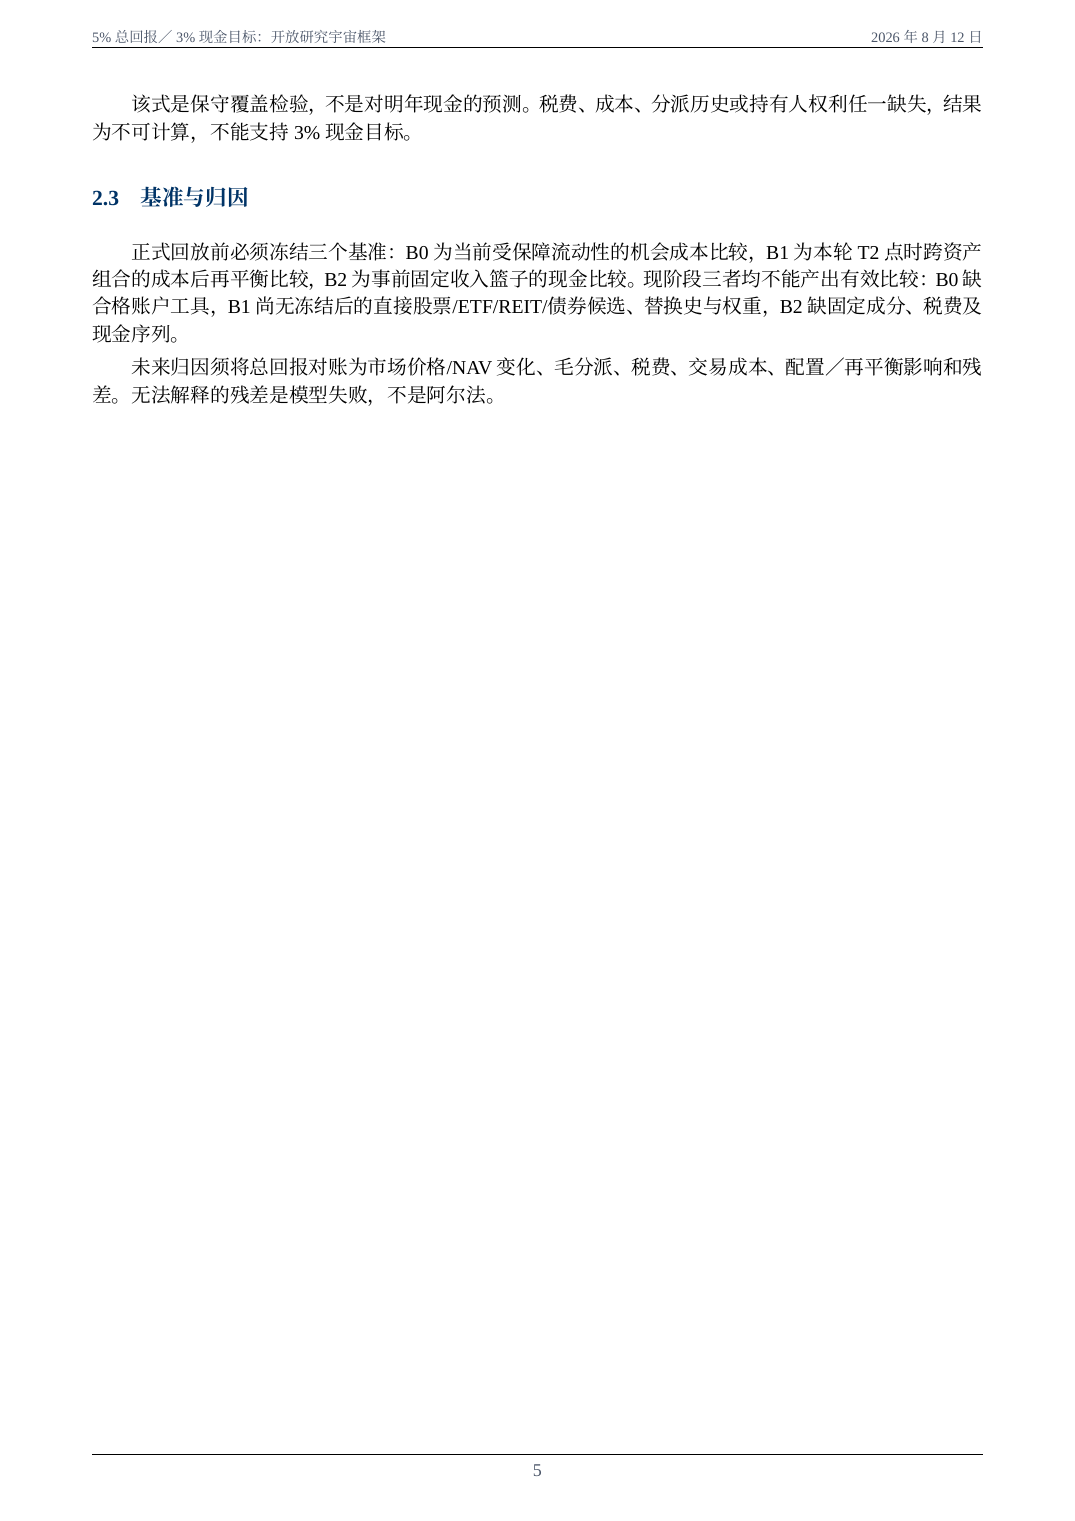 5% 总回报／3% 现金目标：开放研究宇宙框架
2026 年 8 月 12 日
该式是保守覆盖检验，不是对明年现金的预测。税费、成本、分派历史或持有人权利任一缺失，结果
为不可计算，不能支持 3% 现金目标。
2.3 基准与归因
正式回放前必须冻结三个基准：B0 为当前受保障流动性的机会成本比较，B1 为本轮 T2 点时跨资产
组合的成本后再平衡比较，B2 为事前固定收入篮子的现金比较。现阶段三者均不能产出有效比较：B0 缺
合格账户工具，B1 尚无冻结后的直接股票/ETF/REIT/债券候选、替换史与权重，B2 缺固定成分、税费及
现金序列。
未来归因须将总回报对账为市场价格/NAV 变化、毛分派、税费、交易成本、配置／再平衡影响和残
差。无法解释的残差是模型失败，不是阿尔法。
5